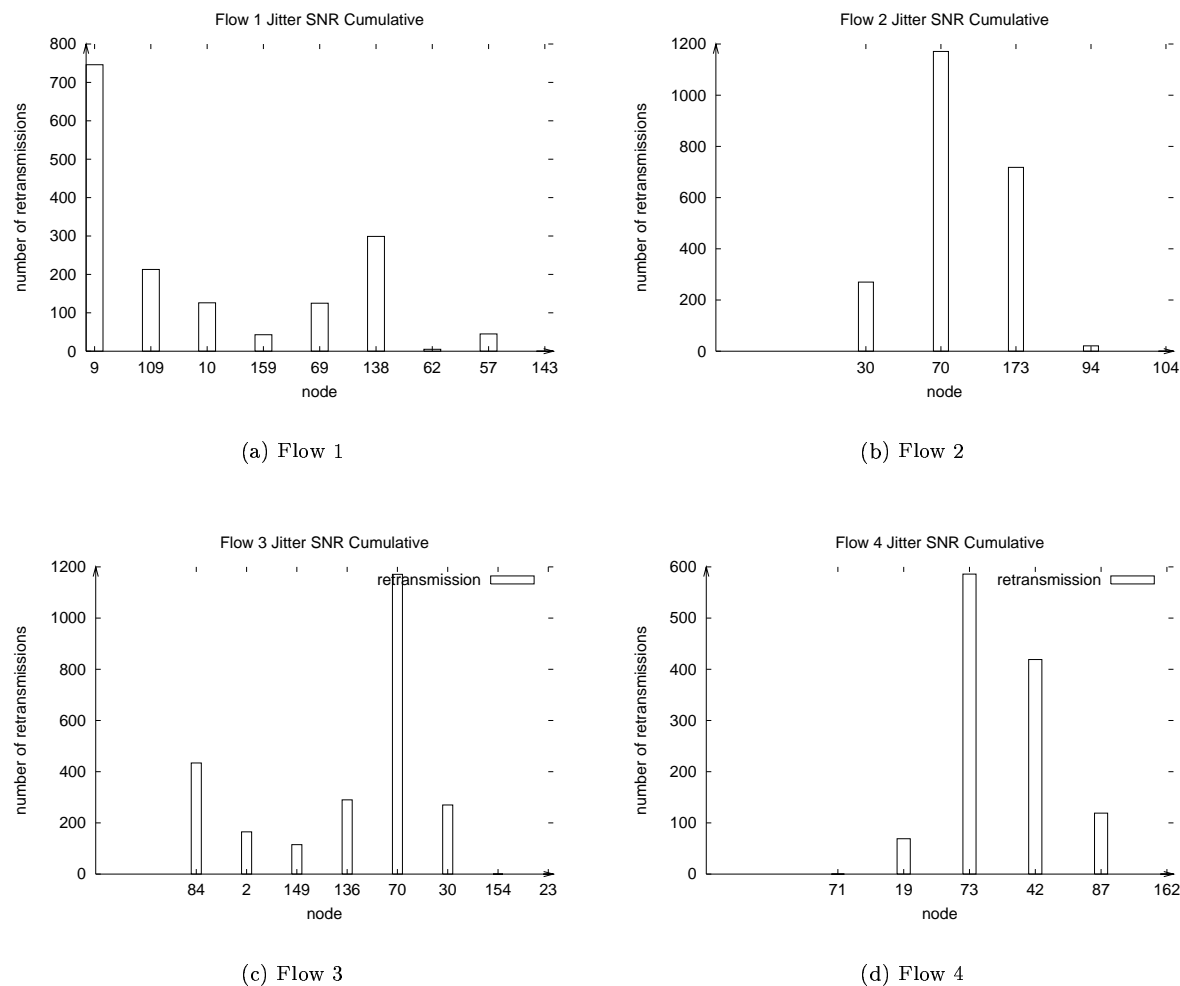 Flow 1 Jitter SNR Cumulative
800
700
600
500
400
300
200
100
0
number of retransmissions
9 109 10 159 69 138 62 57 143
node
(a) Flow 1
Flow 2 Jitter SNR Cumulative
1200
1000
800
600
400
200
0
number of retransmissions
30 70 173 94 104
node
(b) Flow 2
Flow 3 Jitter SNR Cumulative
retransmission
1200
1000
800
600
400
200
0
number of retransmissions
84 2 149 136 70 30 154 23
node
(c) Flow 3
Flow 4 Jitter SNR Cumulative
retransmission
600
500
400
300
200
100
0
number of retransmissions
71 19 73 42 87 162
node
(d) Flow 4